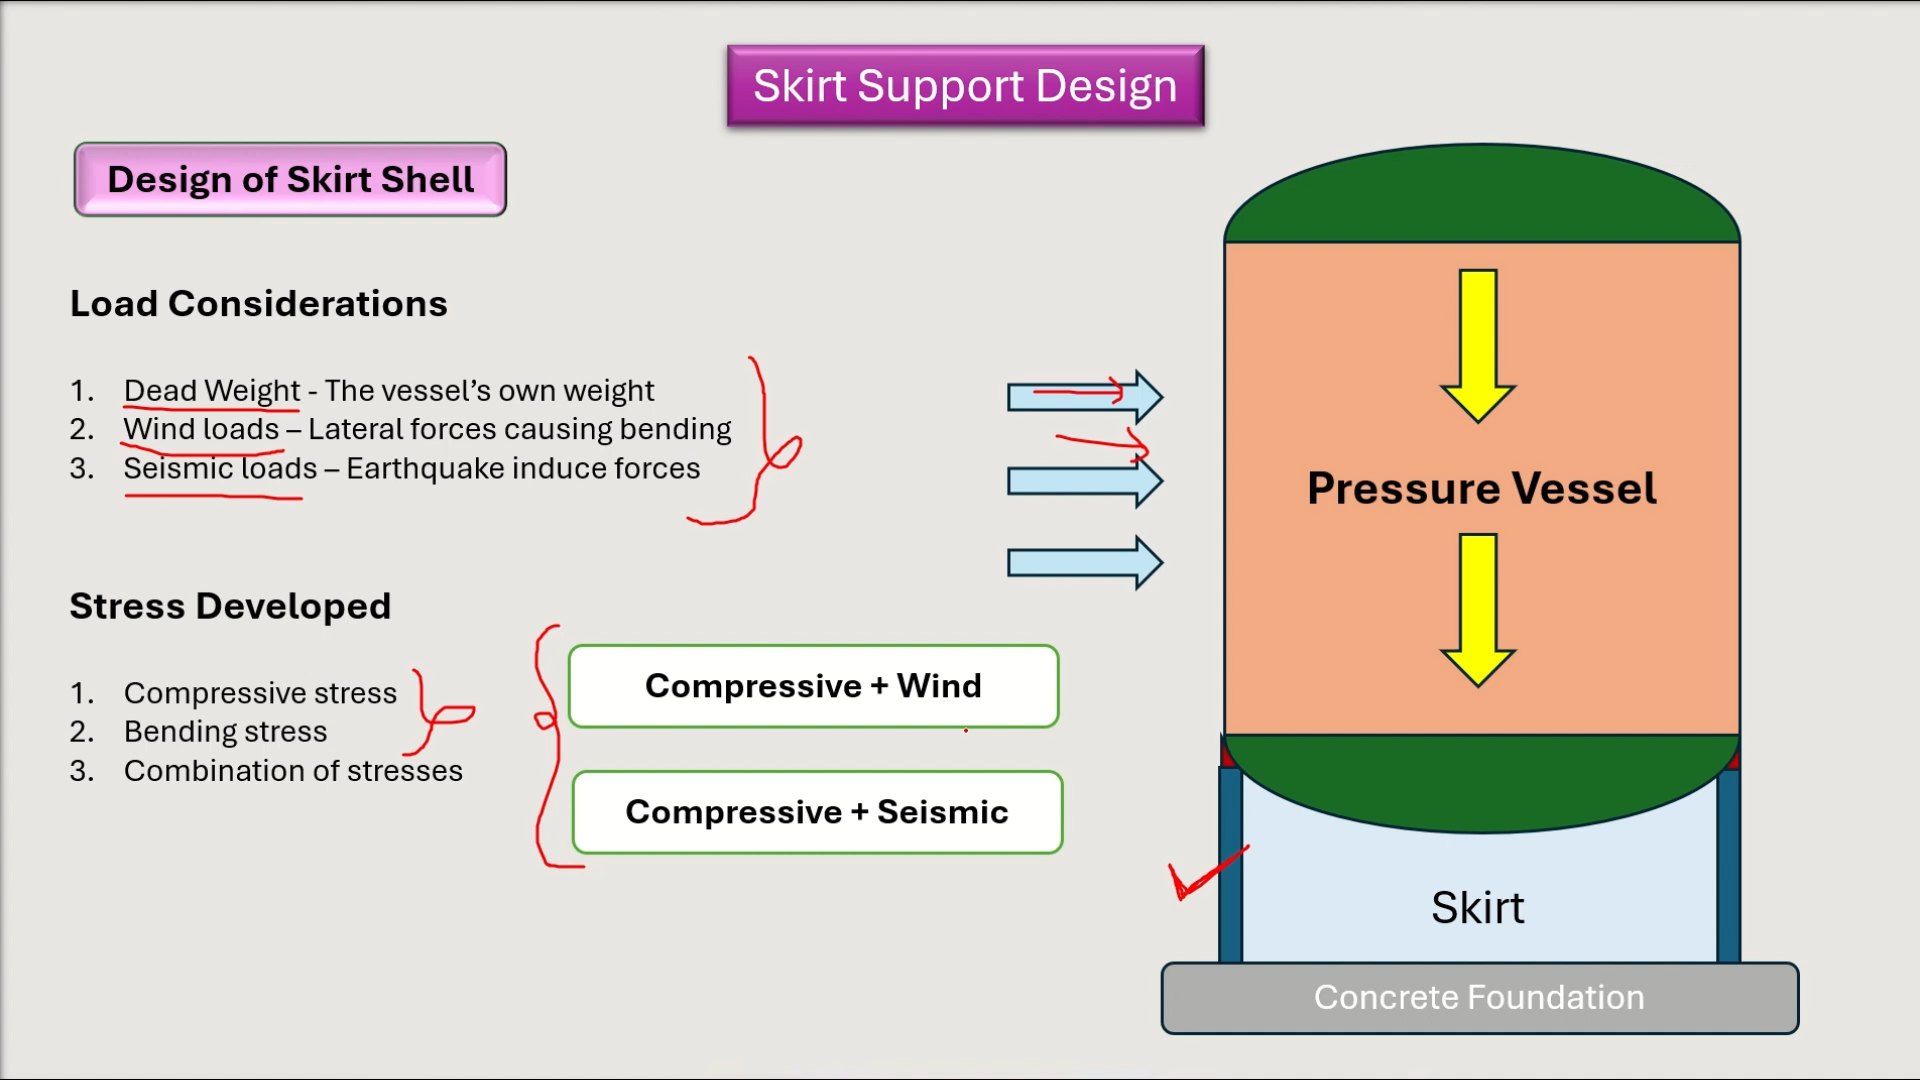 Skirt Support Design
Design of Skirt Shell
Load Considerations
1. Dead Weight - The vessel's own weight
2. Wind loads – Lateral forces causing bending
3. Seismic loads – Earthquake induce forces
Stress Developed
1. Compressive stress
2. Bending stress
3. Combination of stresses
Compressive + Wind
Compressive + Seismic
Pressure Vessel
Skirt
Concrete Foundation